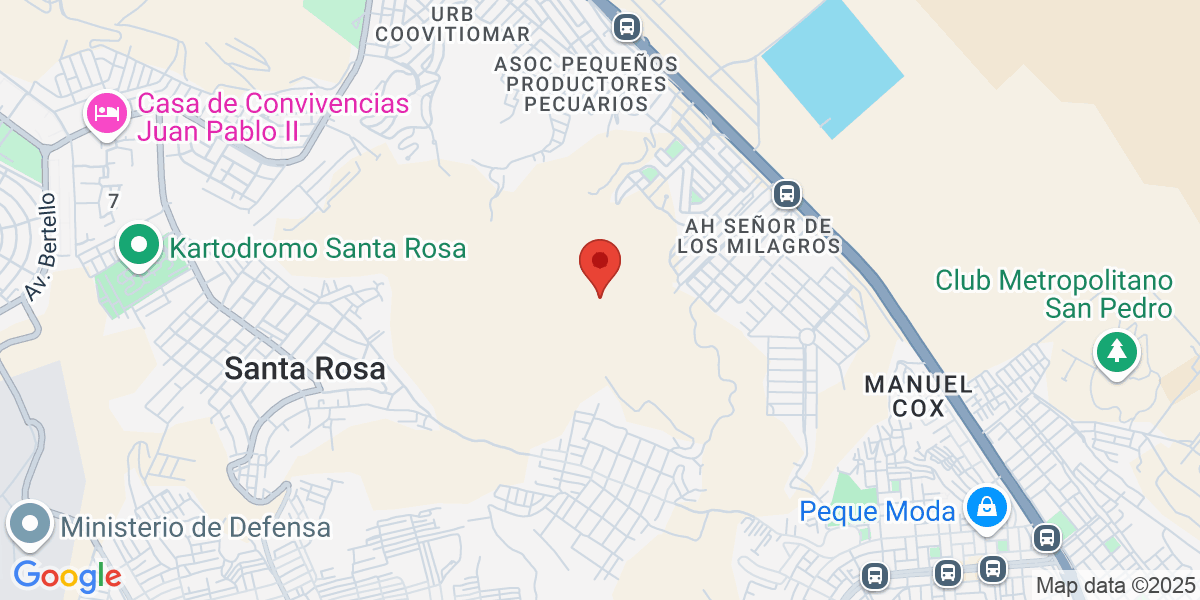 URB
COOVITIOMAR
ASOC PEQUEÑOS
PRODUCTORES
PECUARIOS
Casa de Convivencias
Juan Pablo II
7
Av. Bertello
Kartodromo Santa Rosa
AH SEÑOR DE
LOS MILAGROS
Club Metropolitano
San Pedro
Santa Rosa
MANUEL
COX
Peque Moda
Ministerio de Defensa
Google
Map data ©2025